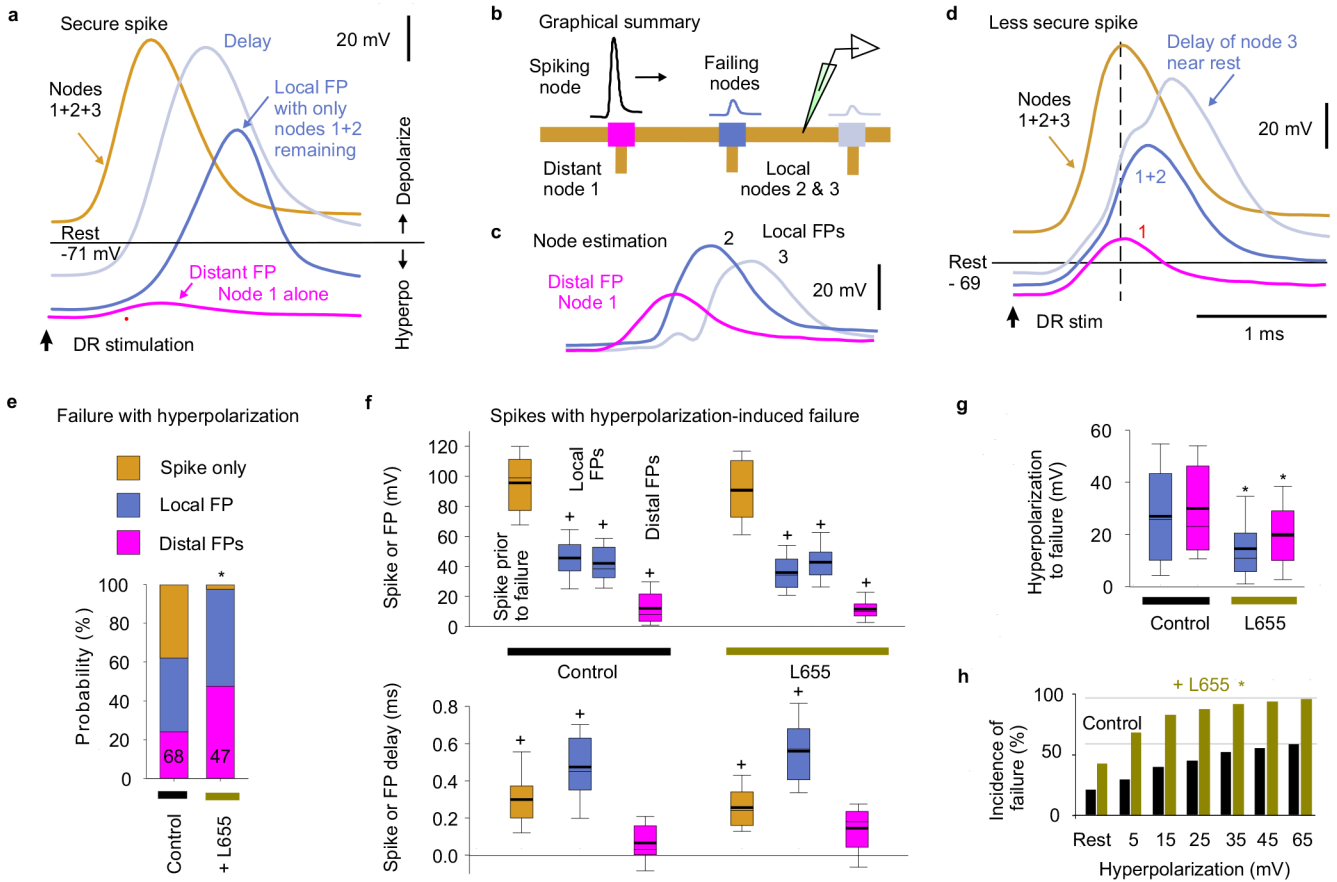 a
Secure spike
20 mV
Delay
Nodes
1+2+3
Local FP
with only
nodes 1+2
remaining
Depolarize
Rest
-71 mV
Distant FP
Node 1 alone
Hyperpo
DR stimulation
b
Graphical summary
Spiking
node
Failing
nodes
Distant
node 1
Local
nodes 2 & 3
c
Node estimation
2
Local FPs
3
Distal FP
Node 1
20 mV
d
Less secure spike
Delay of node 3
near rest
Nodes
1+2+3
20 mV
1+2
1
Rest
- 69
DR stim
1 ms
e
Failure with hyperpolarization
Spike only
Local FP
Distal FPs
Probability (%)
100
80
60
40
20
0
*
68
47
Control
+ L655
f
Spikes with hyperpolarization-induced failure
Spike or FP (mV)
120
100
80
60
40
20
0
Spike prior
to failure
Local
FPs
Distal FPs
+
+
+
+
+
+
Control
L655
Spike or FP delay (ms)
0.8
0.6
0.4
0.2
0.0
+
+
+
+
g
Hyperpolarization
to failure (mV)
60
40
20
0
*
*
Control
L655
h
+ L655 *
Control
Incidence of
failure (%)
100
50
0
Rest 5 15 25 35 45 65
Hyperpolarization (mV)